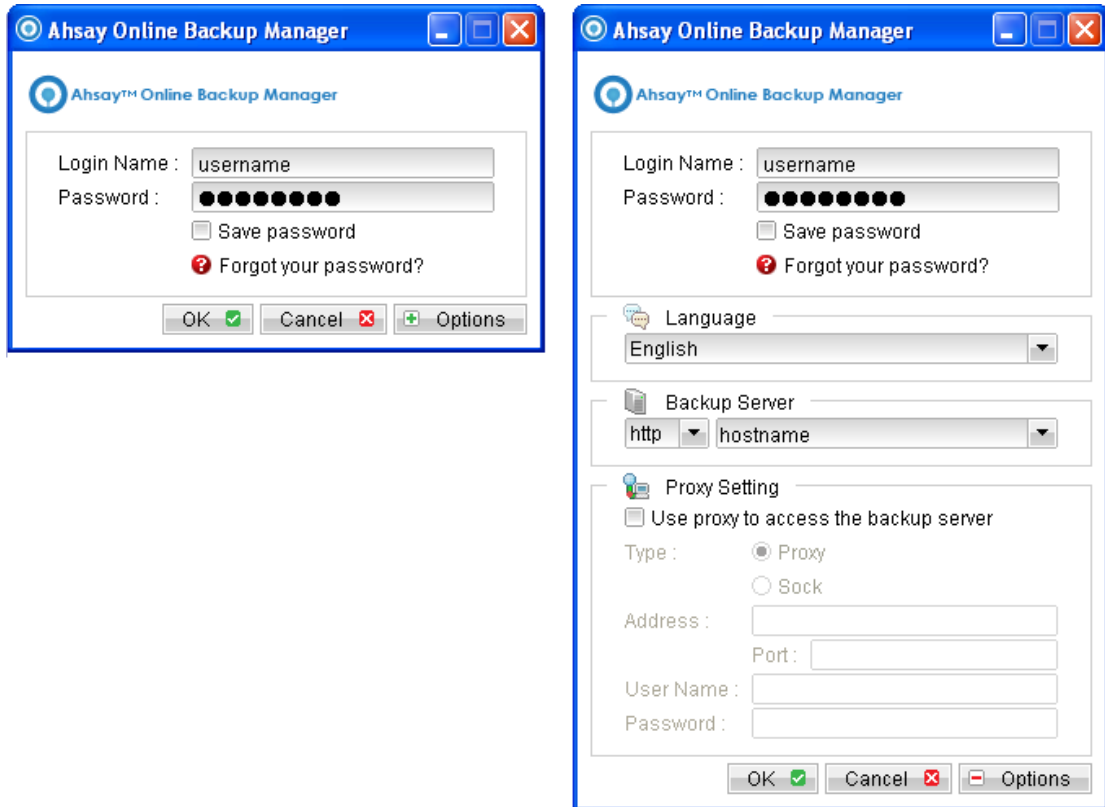 Ahsay Online Backup Manager
Ahsay™ Online Backup Manager
Login Name : username
Password : ●●●●●●●●
Save password
Forgot your password?
OK Cancel Options
Ahsay Online Backup Manager
Ahsay™ Online Backup Manager
Login Name : username
Password : ●●●●●●●●
Save password
Forgot your password?
Language
English
Backup Server
http hostname
Proxy Setting
Use proxy to access the backup server
Type : Proxy
Sock
Address :
Port :
User Name :
Password :
OK Cancel Options